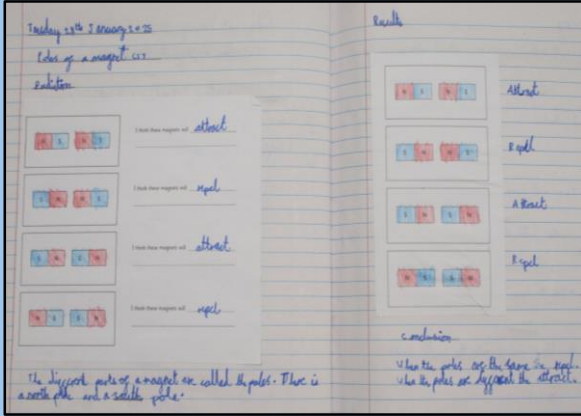 Tuesday 28th January 2025
Poles of a magnet
I think these magnets will attract
N S N S
I think these magnets will repel
S N N S
I think these magnets will attract
S N S N
I think these magnets will repel
N S S N
The different parts of a magnet are called the poles. There is
a north pole and a south pole.
Results
N S N S Attract
S N N S Repel
S N S N Attract
N S S N Repel
Conclusion
When the poles are the same the repel.
When the poles are different the attract.